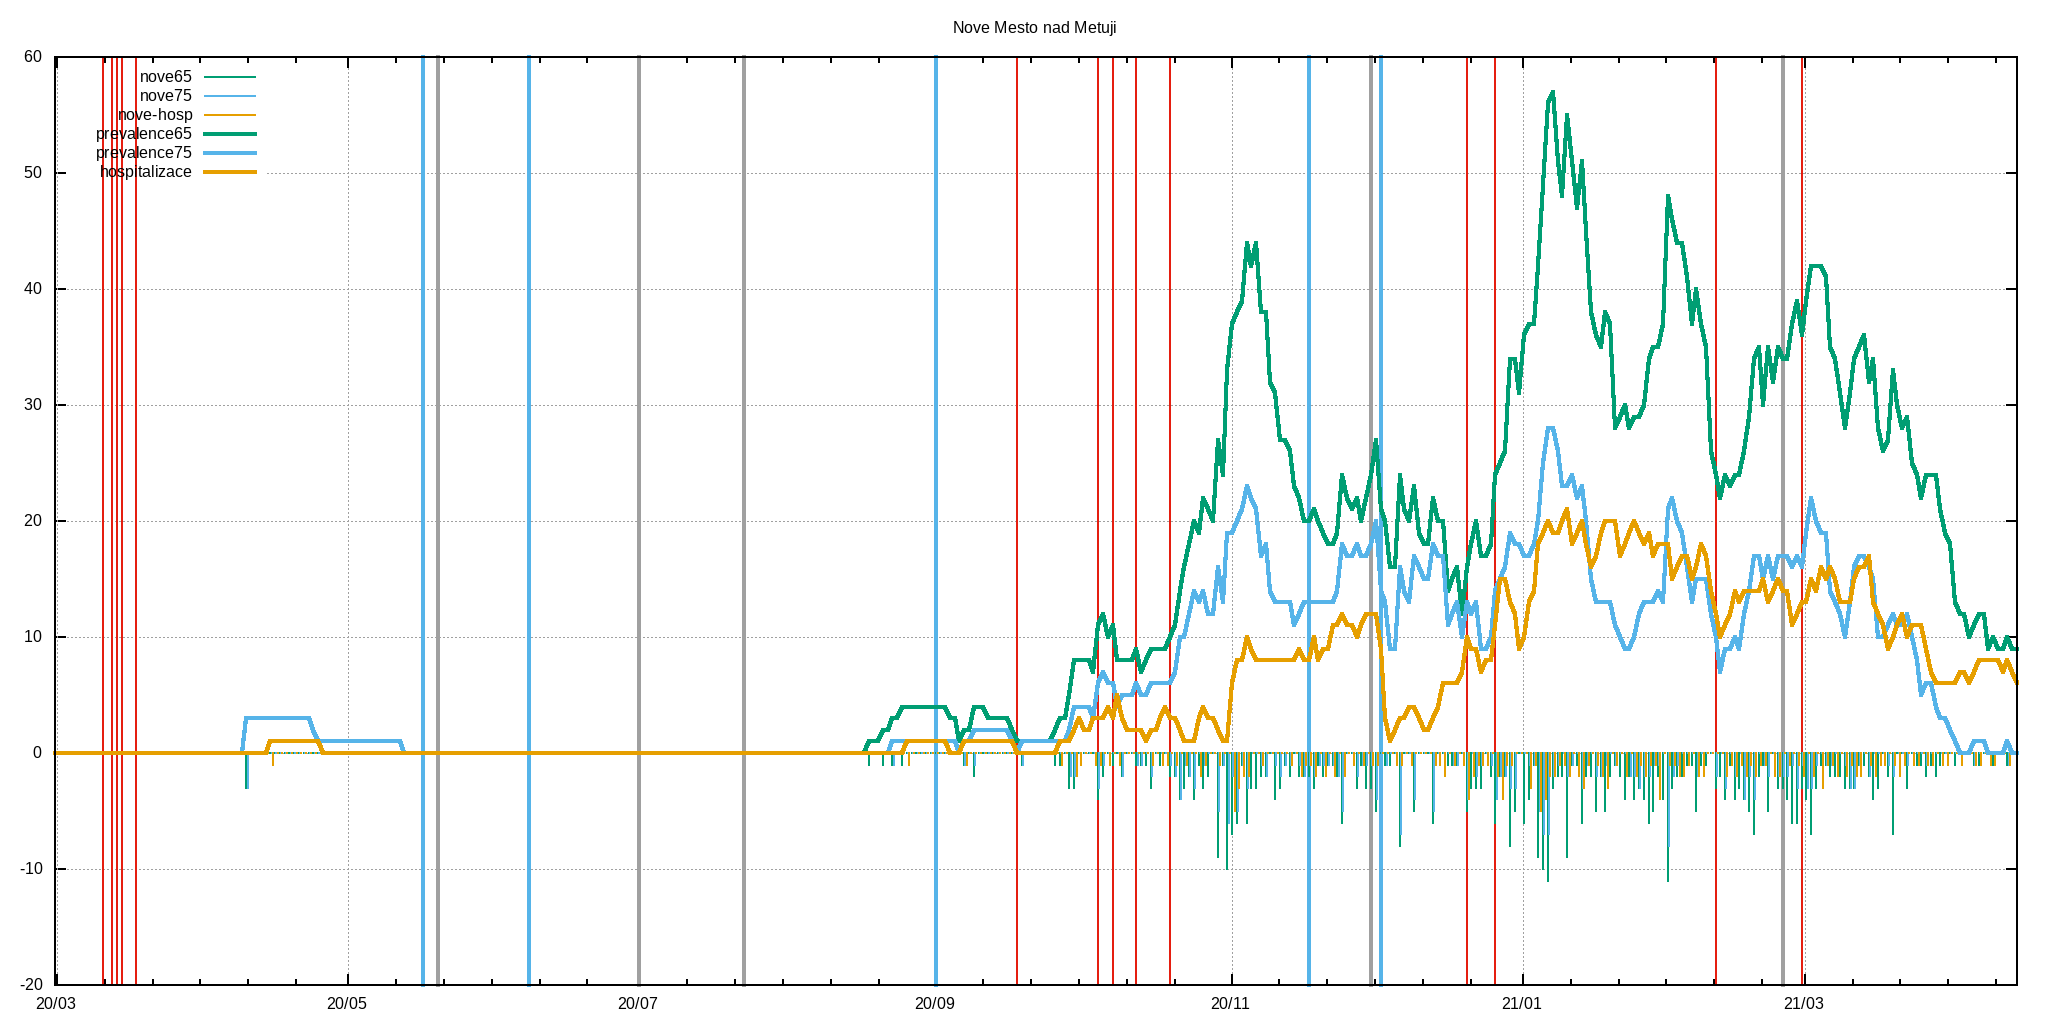 Nove Mesto nad Metuji
60
50
40
30
20
10
0
-10
-20
nove65
nove75
nove-hosp
prevalence65
prevalence75
hospitalizace
20/03 20/05 20/07 20/09 20/11 21/01 21/03